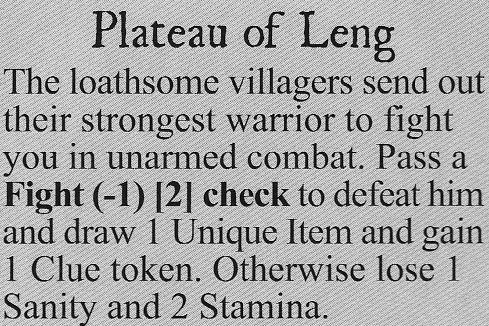 Plateau of Leng
The loathsome villagers send out
their strongest warrior to fight
you in unarmed combat. Pass a
Fight (-1) [2] check to defeat him
and draw 1 Unique Item and gain
1 Clue token. Otherwise lose 1
Sanity and 2 Stamina.